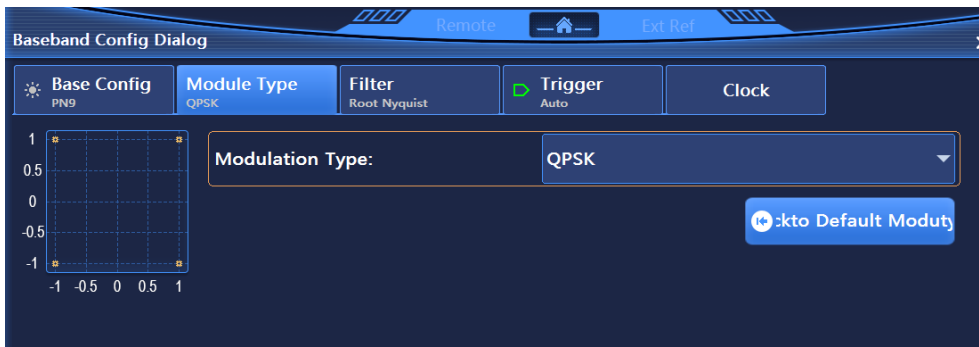 Remote
Ext Ref
Baseband Config Dialog
Base Config
PN9
Module Type
QPSK
Filter
Root Nyquist
Trigger
Auto
Clock
1
0.5
0
-0.5
-1
-1 -0.5 0 0.5 1
Modulation Type:
QPSK
kto Default Modut